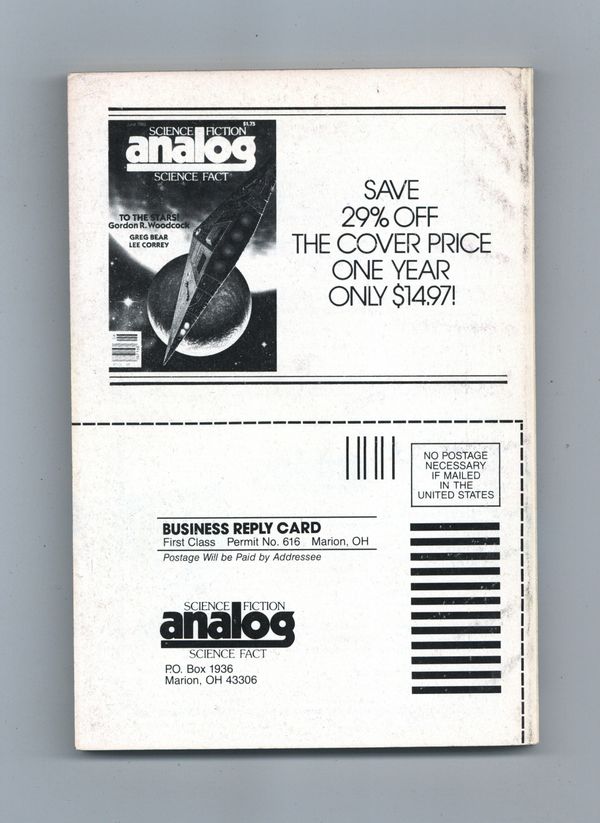 June 1983
$1.75
SCIENCE FICTION
analog
SCIENCE FACT
TO THE STARS!
Gordon R. Woodcock
GREG BEAR
LEE CORREY
SAVE
29% OFF
THE COVER PRICE
ONE YEAR
ONLY $14.97!
NO POSTAGE
NECESSARY
IF MAILED
IN THE
UNITED STATES
BUSINESS REPLY CARD
First Class Permit No. 616 Marion, OH
Postage Will be Paid by Addressee
SCIENCE FICTION
analog
SCIENCE FACT
P.O. Box 1936
Marion, OH 43306